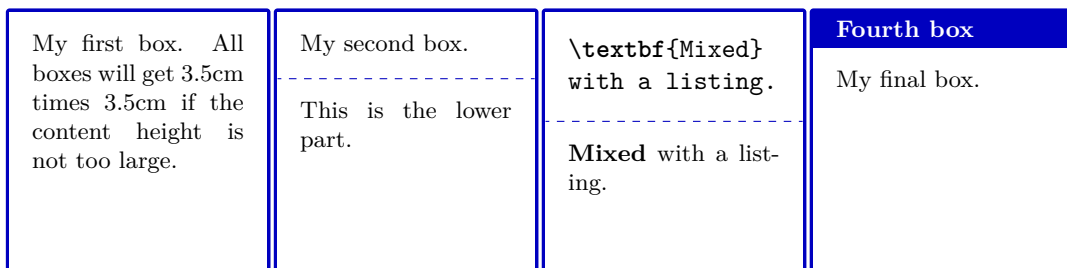 My first box. All
boxes will get 3.5cm
times 3.5cm if the
content height is
not too large.
My second box.
This is the lower
part.
\textbf{Mixed}
with a listing.
Mixed with a list-
ing.
Fourth box
My final box.